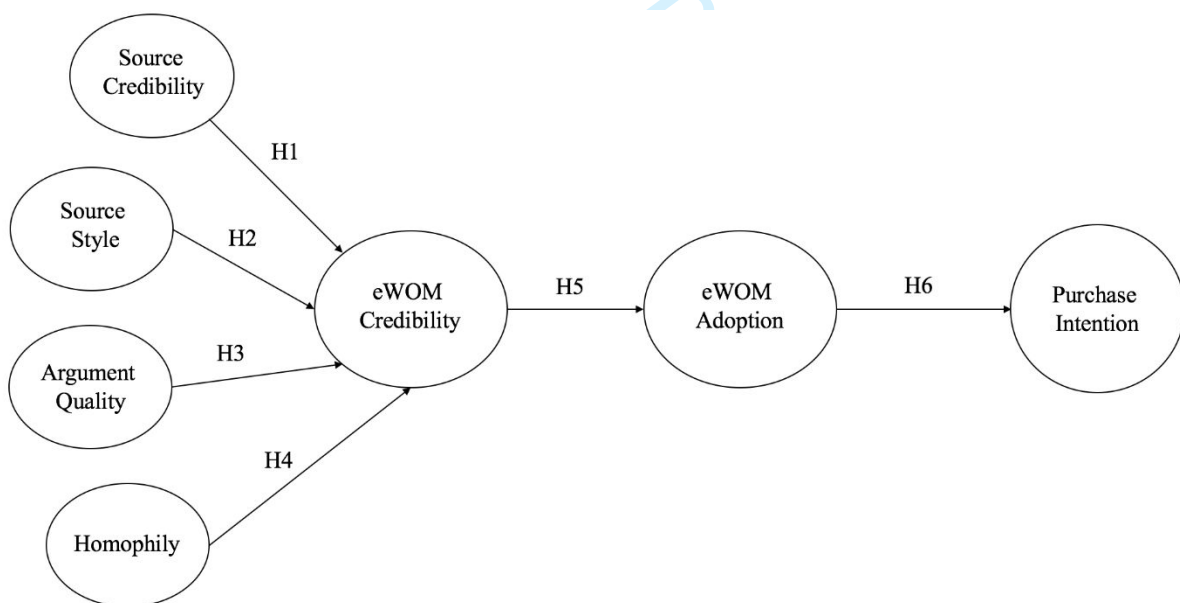 Source
Credibility
H1
Source
Style
H2
eWOM
Credibility
H5
eWOM
Adoption
H6
Purchase
Intention
H3
Argument
Quality
H4
Homophily